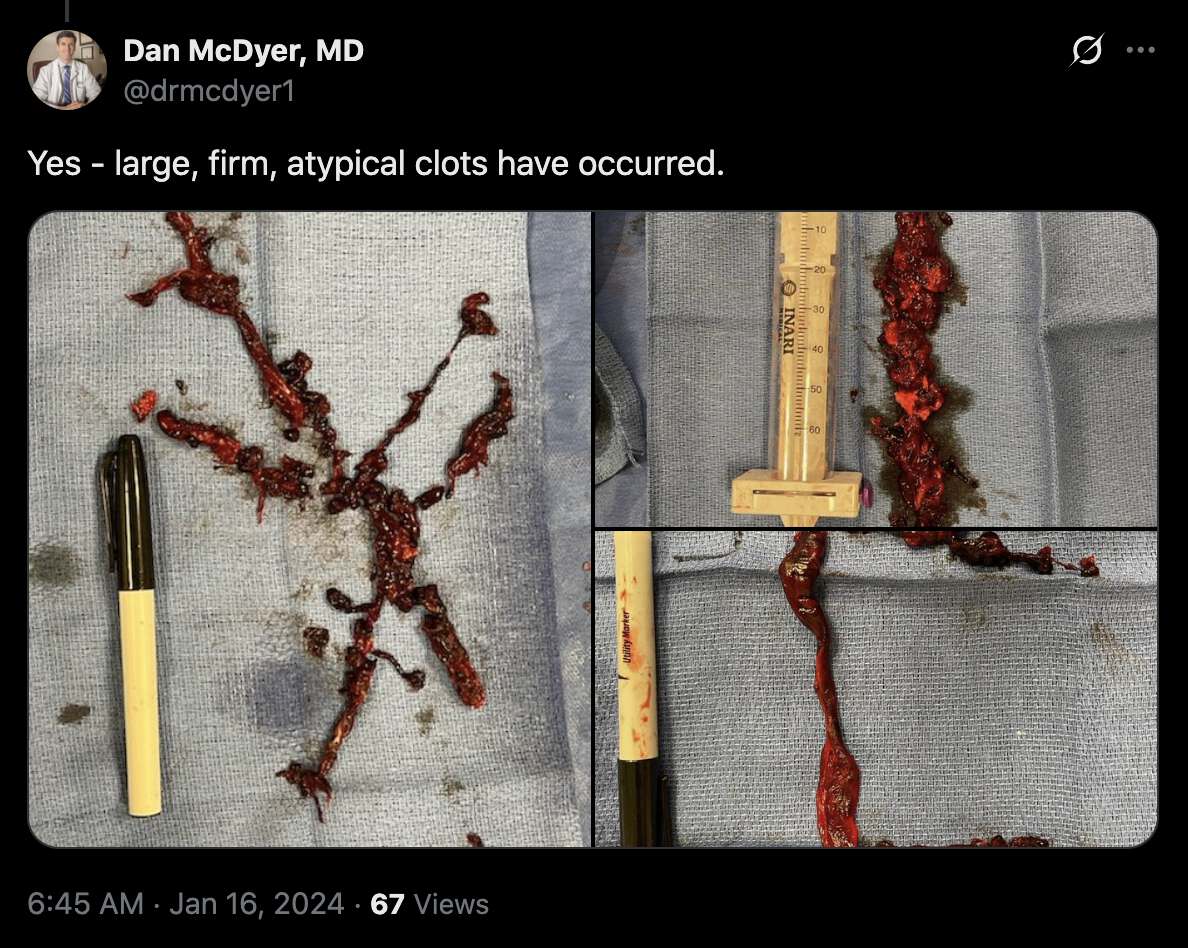 Dan McDyer, MD
@drmcdyer1
Yes - large, firm, atypical clots have occurred.
10
20
30
40
50
60
INARI
MEDICAL
Utility Marker
6:45 AM · Jan 16, 2024 · 67 Views